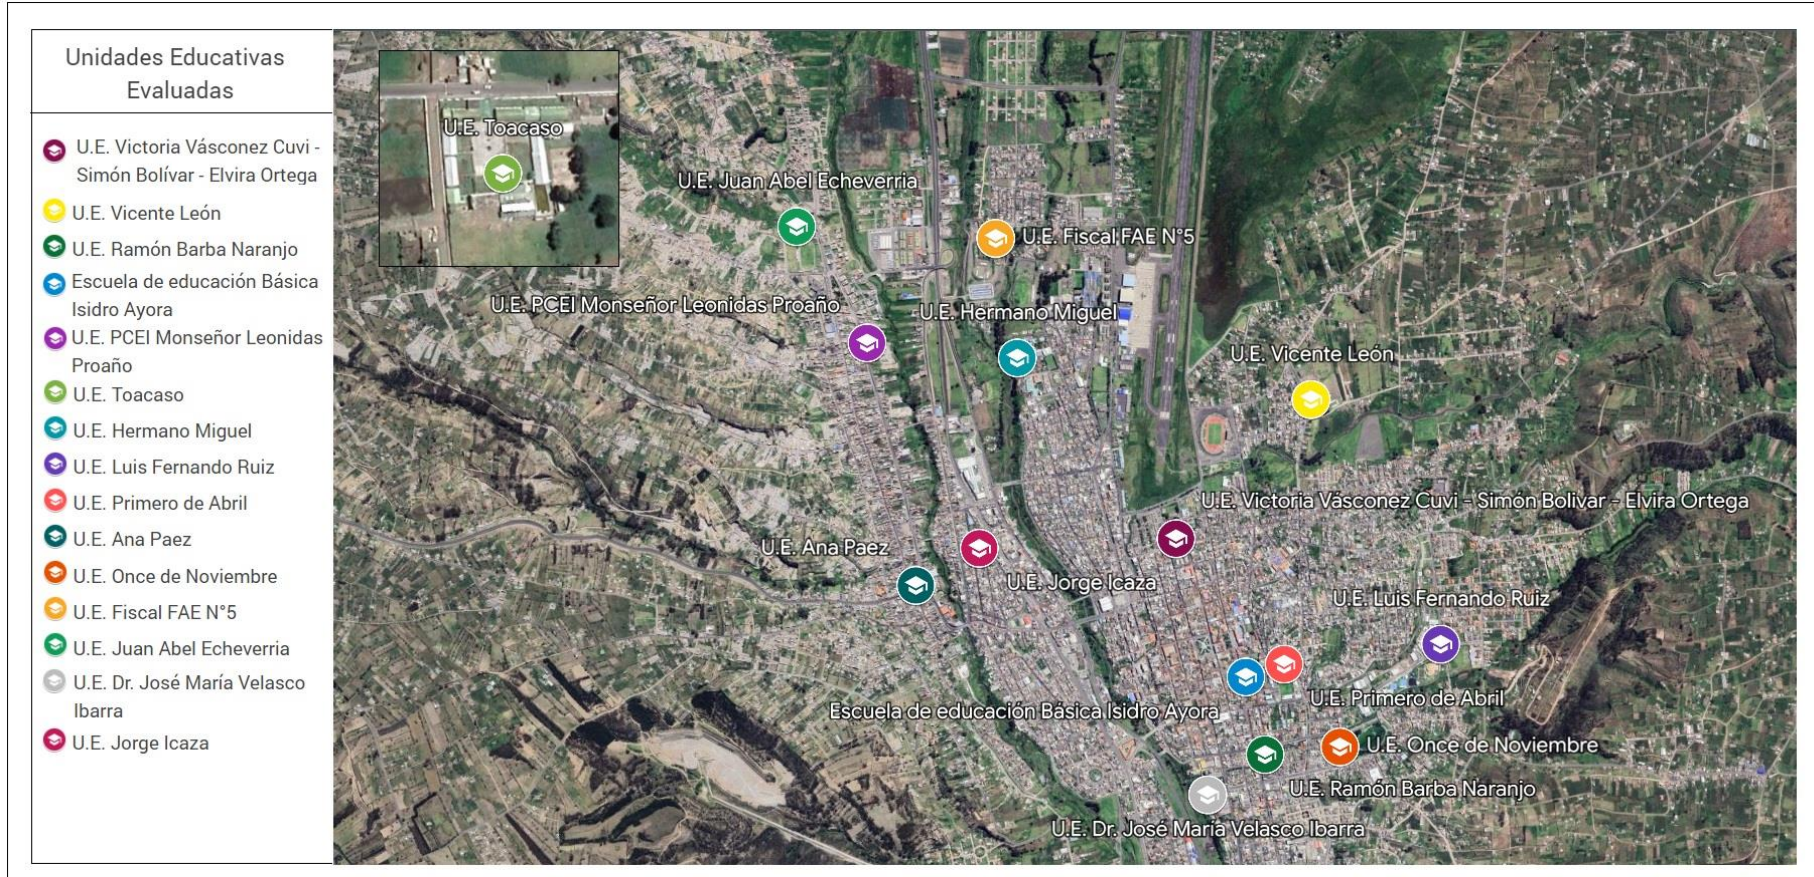 Unidades Educativas
Evaluadas
U.E. Victoria Vásconez Cuvi -
Simón Bolívar - Elvira Ortega
U.E. Vicente León
U.E. Ramón Barba Naranjo
Escuela de educación Básica
Isidro Ayora
U.E. PCEI Monseñor Leonidas
Proaño
U.E. Toacaso
U.E. Hermano Miguel
U.E. Luis Fernando Ruiz
U.E. Primero de Abril
U.E. Ana Paez
U.E. Once de Noviembre
U.E. Fiscal FAE N°5
U.E. Juan Abel Echeverria
U.E. Dr. José María Velasco
Ibarra
U.E. Jorge Icaza
U.E. Toacaso
U.E. Juan Abel Echeverria
U.E. Fiscal FAE N°5
U.E. PCEI Monseñor Leonidas Proaño
U.E. Hermano Miguel
U.E. Vicente León
U.E. Victoria Vásconez Cuvi - Simón Bolivar - Elvira Ortega
U.E. Ana Paez
U.E. Jorge Icaza
U.E. Luis Fernando Ruiz
U.E. Primero de Abril
Escuela de educación Básica Isidro Ayora
U.E. Once de Noviembre
U.E. Ramón Barba Naranjo
U.E. Dr. José María Velasco Ibarra